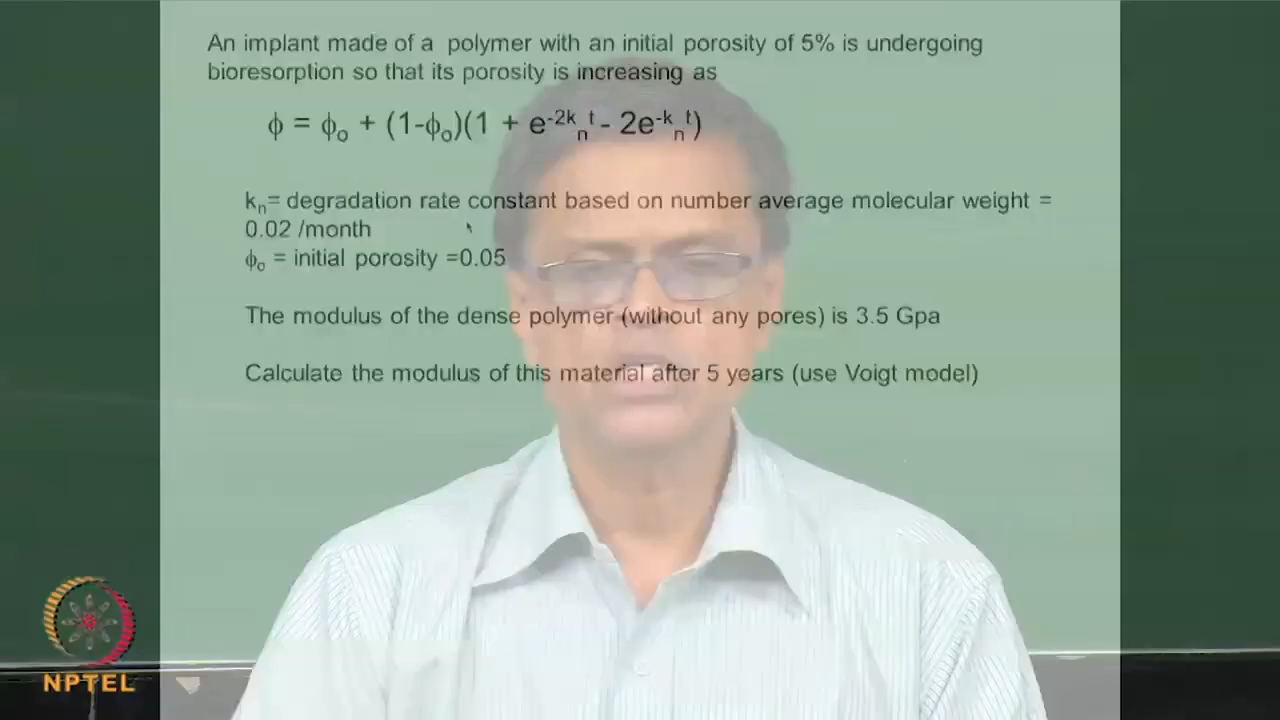 An implant made of a polymer with an initial porosity of 5% is undergoing
bioresorption so that its porosity is increasing as
ϕ = ϕₒ + (1-ϕₒ)(1 + e^-2kₙt - 2e^-kₙt)
kₙ= degradation rate constant based on number average molecular weight =
0.02 /month
ϕₒ = initial porosity =0.05
The modulus of the dense polymer (without any pores) is 3.5 Gpa
Calculate the modulus of this material after 5 years (use Voigt model)
NPTEL